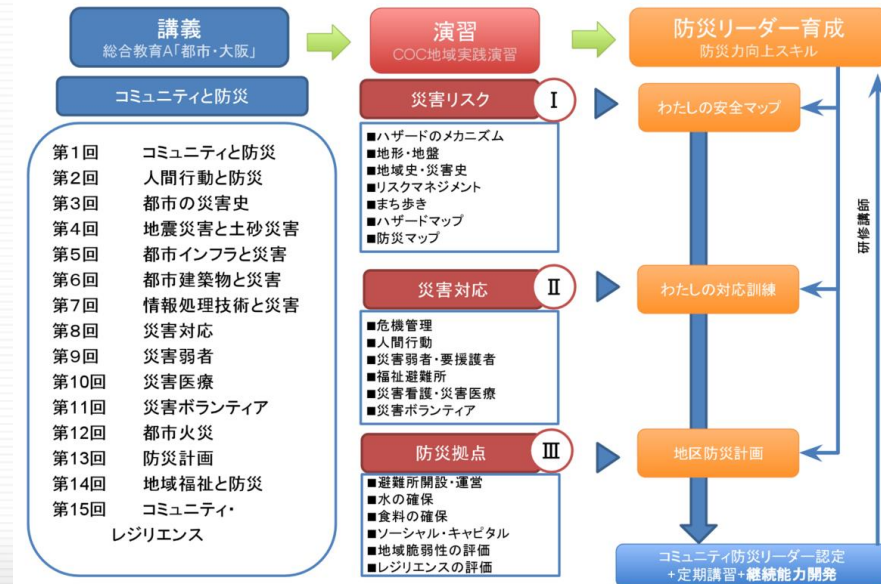 講義
総合教育A｢都市・大阪｣
コミュニティと防災
第1回 コミュニティと防災
第2回 人間行動と防災
第3回 都市の災害史
第4回 地震災害と土砂災害
第5回 都市インフラと災害
第6回 都市建築物と災害
第7回 情報処理技術と災害
第8回 災害対応
第9回 災害弱者
第10回 災害医療
第11回 災害ボランティア
第12回 都市火災
第13回 防災計画
第14回 地域福祉と防災
第15回 コミュニティ・
レジリエンス
演習
COC地域実践演習
災害リスク I
■ハザードのメカニズム
■地形・地盤
■地域史・災害史
■リスクマネジメント
■まち歩き
■ハザードマップ
■防災マップ
災害対応 II
■危機管理
■人間行動
■災害弱者・要援護者
■福祉避難所
■災害看護・災害医療
■災害ボランティア
防災拠点 III
■避難所開設・運営
■水の確保
■食料の確保
■ソーシャル・キャピタル
■地域脆弱性の評価
■レジリエンスの評価
防災リーダー育成
防災力向上スキル
わたしの安全マップ
わたしの対応訓練
地区防災計画
コミュニティ防災リーダー認定
+定期講習+継続能力開発
研修講師